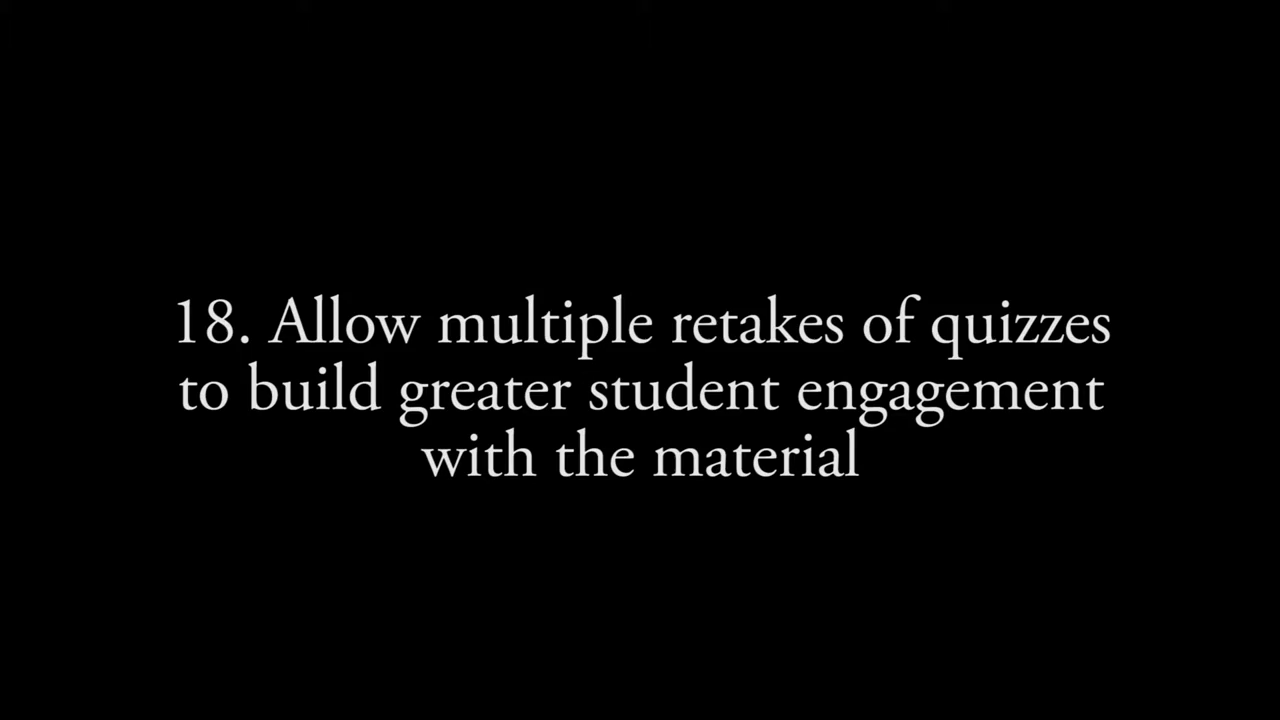 18. Allow multiple retakes of quizzes
to build greater student engagement
with the material